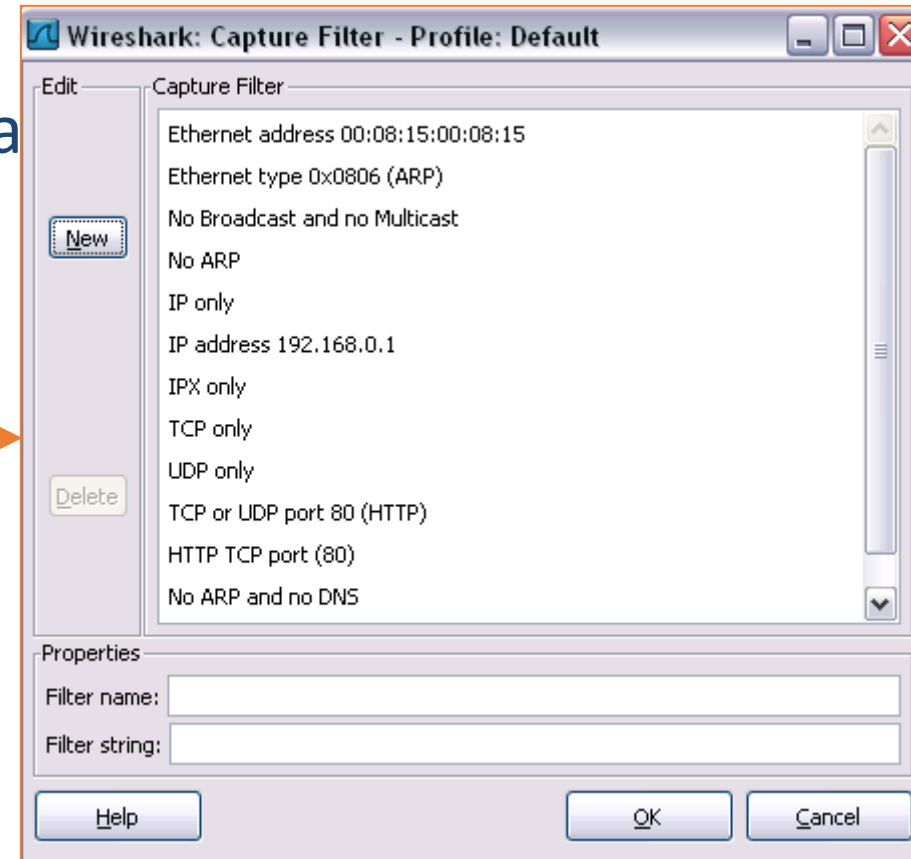 Wireshark: Capture Filter - Profile: Default
Edit
Capture Filter
a
Ethernet address 00:08:15:00:08:15
Ethernet type 0x0806 (ARP)
No Broadcast and no Multicast
New
No ARP
IP only
IP address 192.168.0.1
IPX only
TCP only
UDP only
Delete
TCP or UDP port 80 (HTTP)
HTTP TCP port (80)
No ARP and no DNS
Properties
Filter name:
Filter string:
Help
OK
Cancel